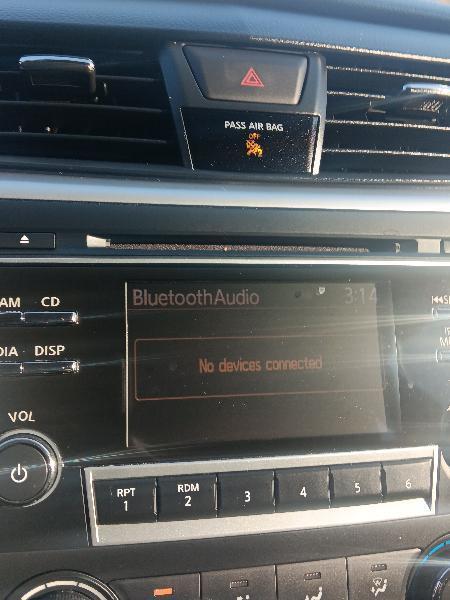 PASS AIR BAG
OFF
AM CD
BluetoothAudio 3:14
DIA DISP
No devices connected
VOL
RPT RDM
1 2 3 4 5 6